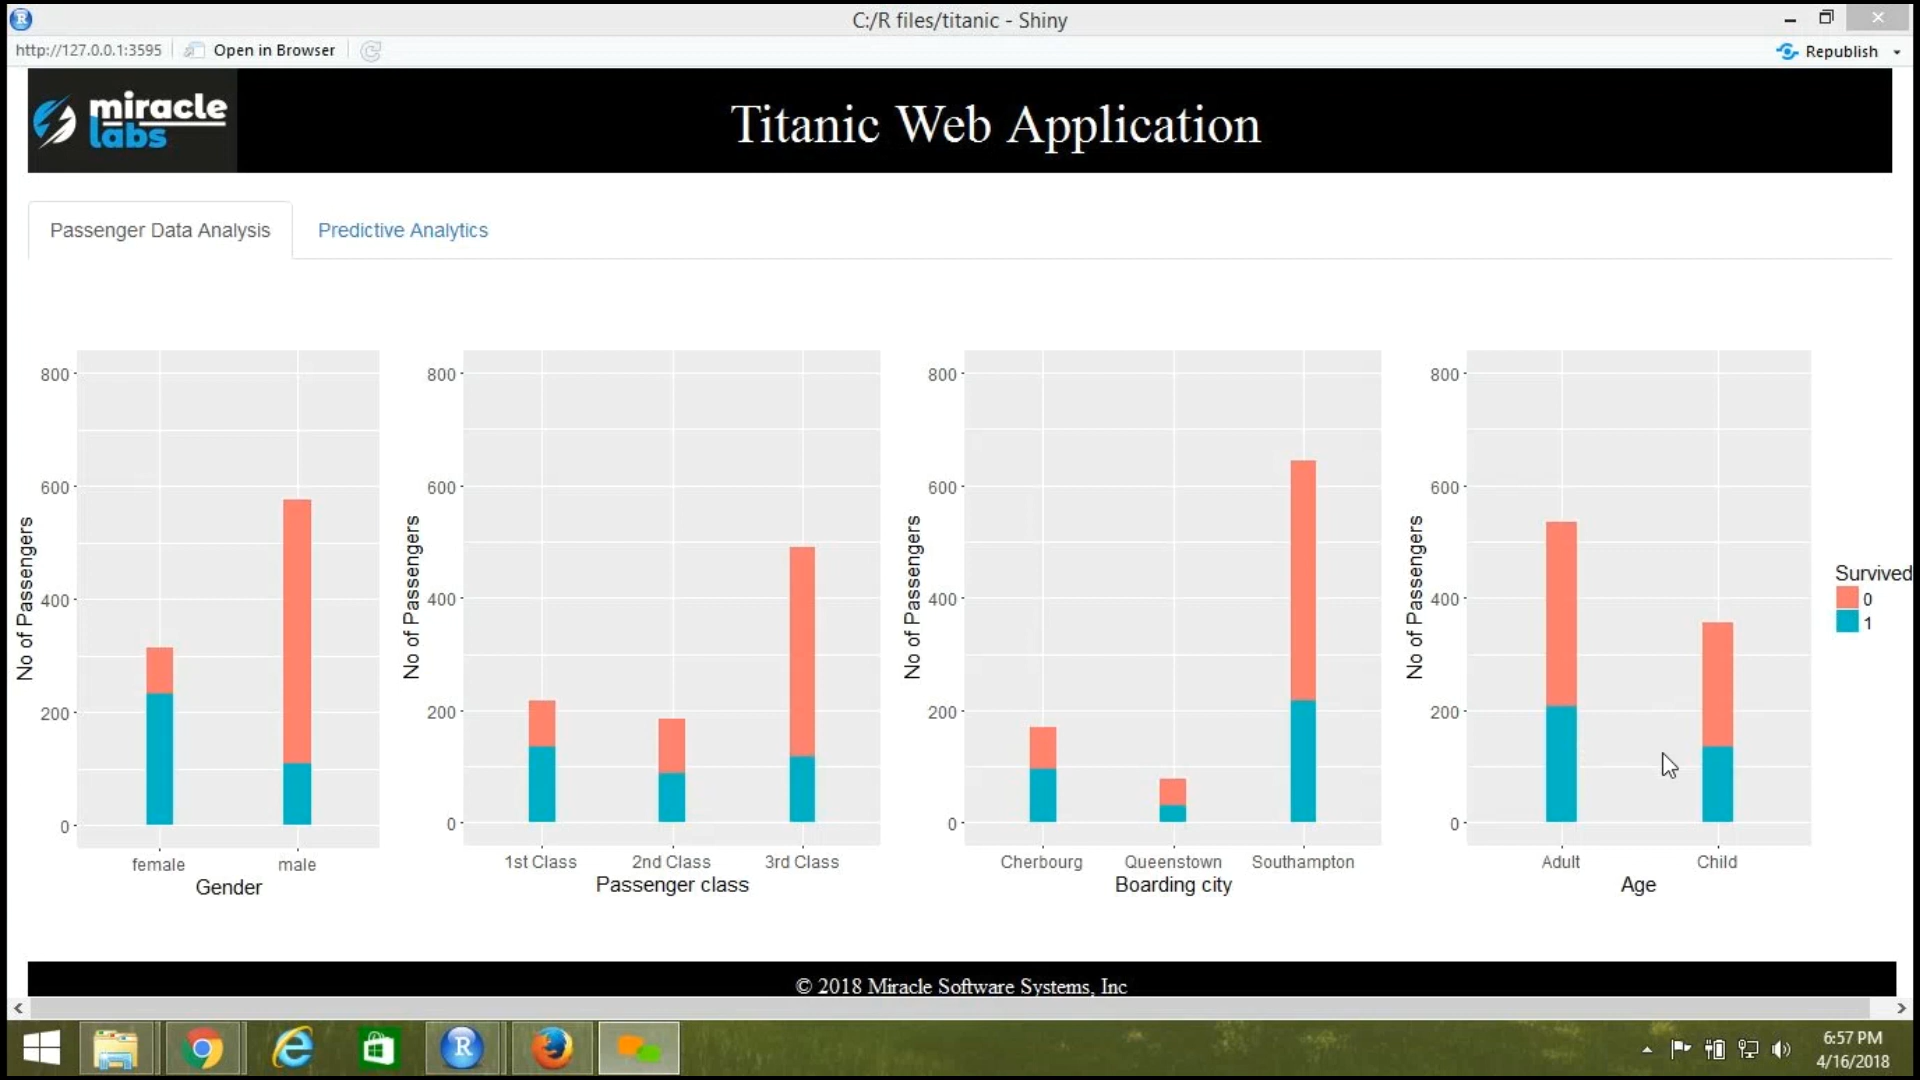 C:/R files/titanic - Shiny
http://127.0.0.1:3595 Open in Browser Republish
miracle labs
Titanic Web Application
Passenger Data Analysis Predictive Analytics
No of Passengers
800
600
400
200
0
female male
Gender
No of Passengers
800
600
400
200
0
1st Class 2nd Class 3rd Class
Passenger class
No of Passengers
800
600
400
200
0
Cherbourg Queenstown Southampton
Boarding city
No of Passengers
800
600
400
200
0
Adult Child
Age
Survived
0
1
© 2018 Miracle Software Systems, Inc
R
6:57 PM
4/16/2018